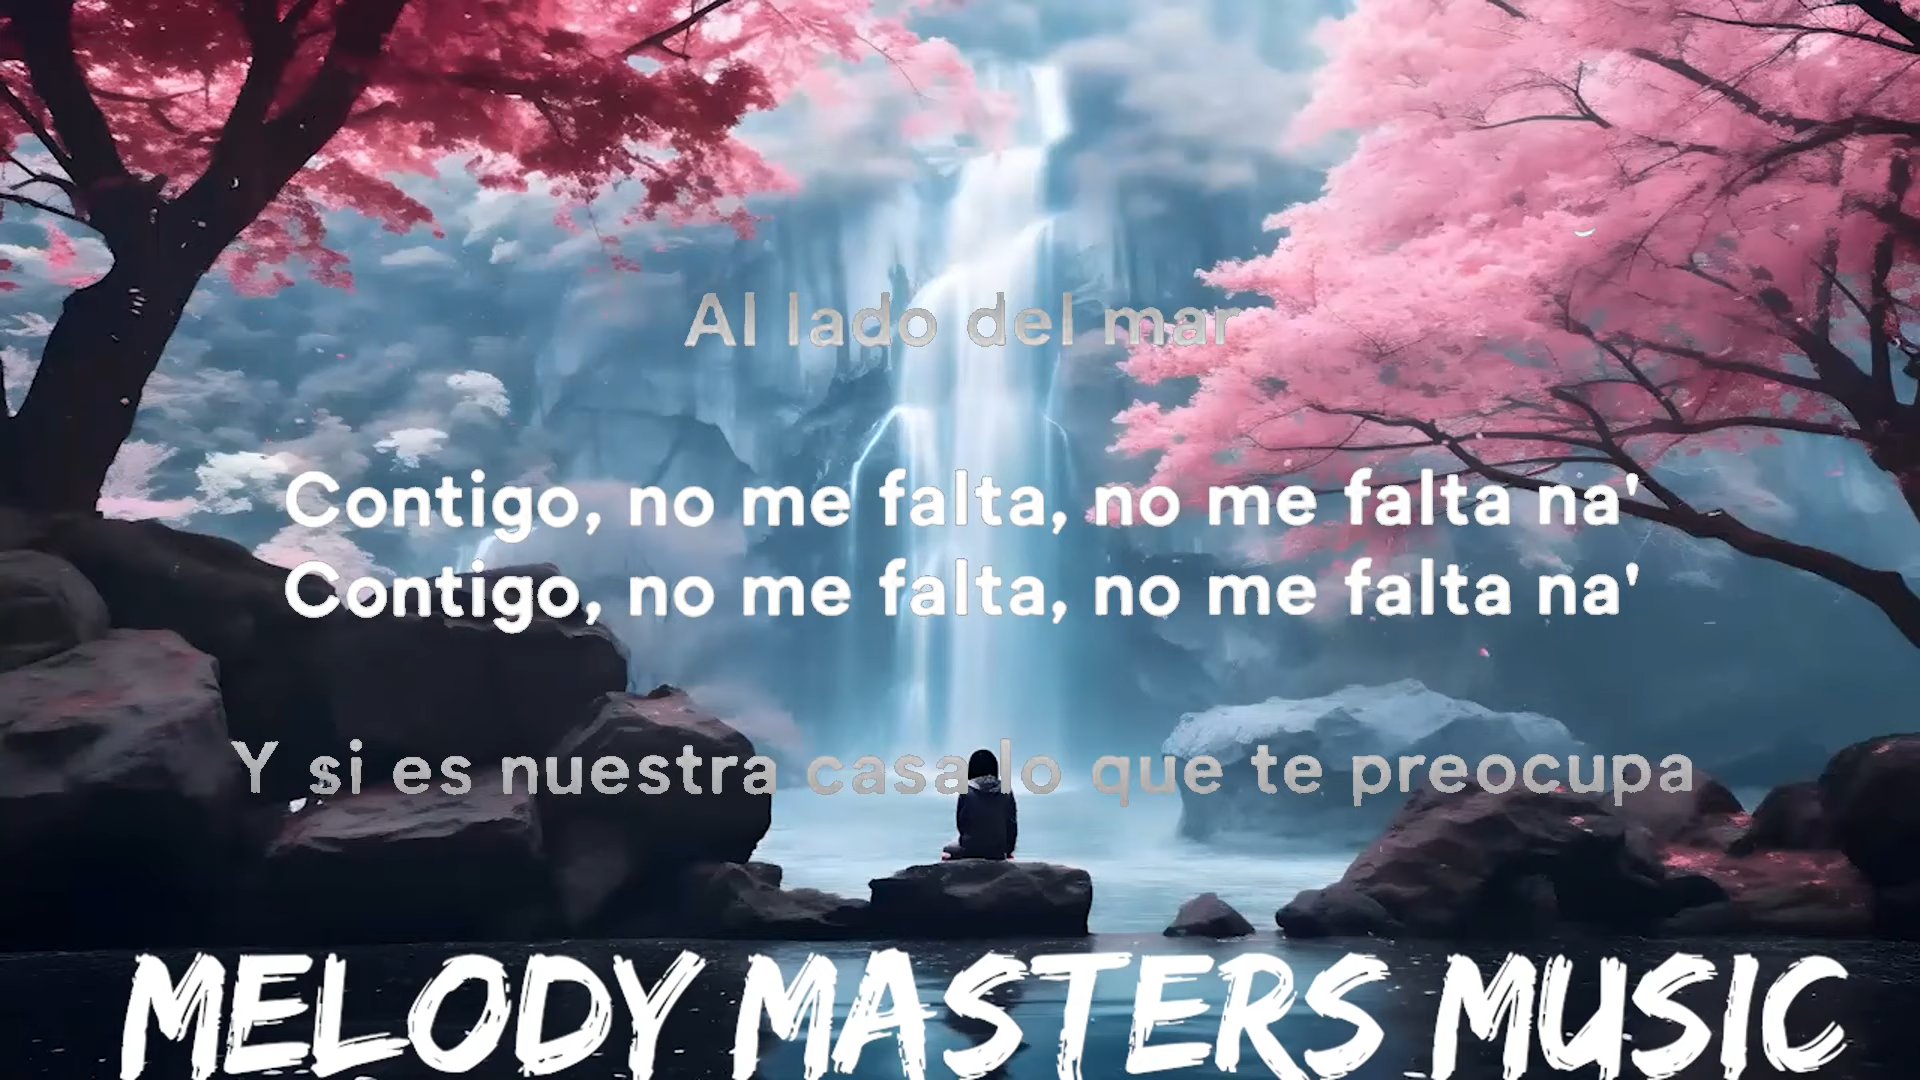 Al lado del mar
Contigo, no me falta, no me falta na'
Contigo, no me falta, no me falta na'
Y si es nuestra casa lo que te preocupa
MELODY MASTERS MUSIC